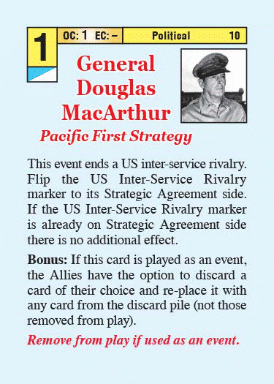 1
OC: 1 EC: – Political 10
General
Douglas
MacArthur
Pacific First Strategy
This event ends a US inter-service rivalry.
Flip the US Inter-Service Rivalry
marker to its Strategic Agreement side.
If the US Inter-Service Rivalry marker
is already on Strategic Agreement side
there is no additional effect.
Bonus: If this card is played as an event,
the Allies have the option to discard a
card of their choice and re-place it with
any card from the discard pile (not those
removed from play).
Remove from play if used as an event.